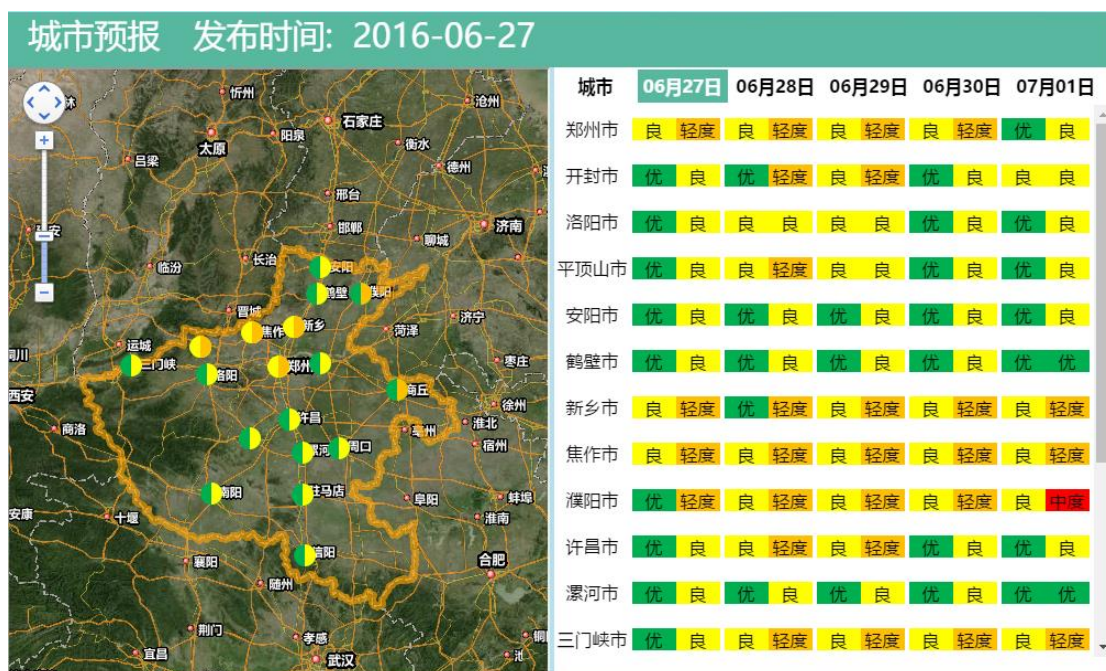 城市预报 发布时间: 2016-06-27
城市 06月27日 06月28日 06月29日 06月30日 07月01日
郑州市 良 轻度 良 轻度 良 轻度 良 轻度 优 良
开封市 优 良 优 轻度 良 轻度 优 良 良 良
洛阳市 优 良 良 良 良 良 优 良 优 良
平顶山市 优 良 良 轻度 良 良 优 良 优 良
安阳市 优 良 优 良 优 良 优 良 优 良
鹤壁市 优 良 优 良 优 良 优 良 优 优
新乡市 良 轻度 优 轻度 良 轻度 良 轻度 良 轻度
焦作市 良 轻度 良 轻度 良 轻度 良 轻度 良 轻度
濮阳市 优 轻度 良 轻度 良 轻度 良 轻度 良 中度
许昌市 优 良 良 轻度 良 轻度 优 良 优 良
漯河市 优 良 优 良 优 良 优 良 优 优
三门峡市 优 良 良 轻度 良 轻度 良 轻度 良 轻度
忻州
沧州
石家庄
阳泉
太原
衡水
吕梁
德州
邢台
济南
邯郸
聊城
长治
临汾
安阳
鹤壁
濮阳
晋城
济宁
焦作
新乡
菏泽
运城
三门峡
郑州
枣庄
洛阳
西安
商丘
徐州
许昌
淮北
商洛
亳州
宿州
漯河
周口
南阳
驻马店
阜阳
蚌埠
安康
十堰
淮南
信阳
襄阳
合肥
随州
荆门
孝感
宜昌
武汉